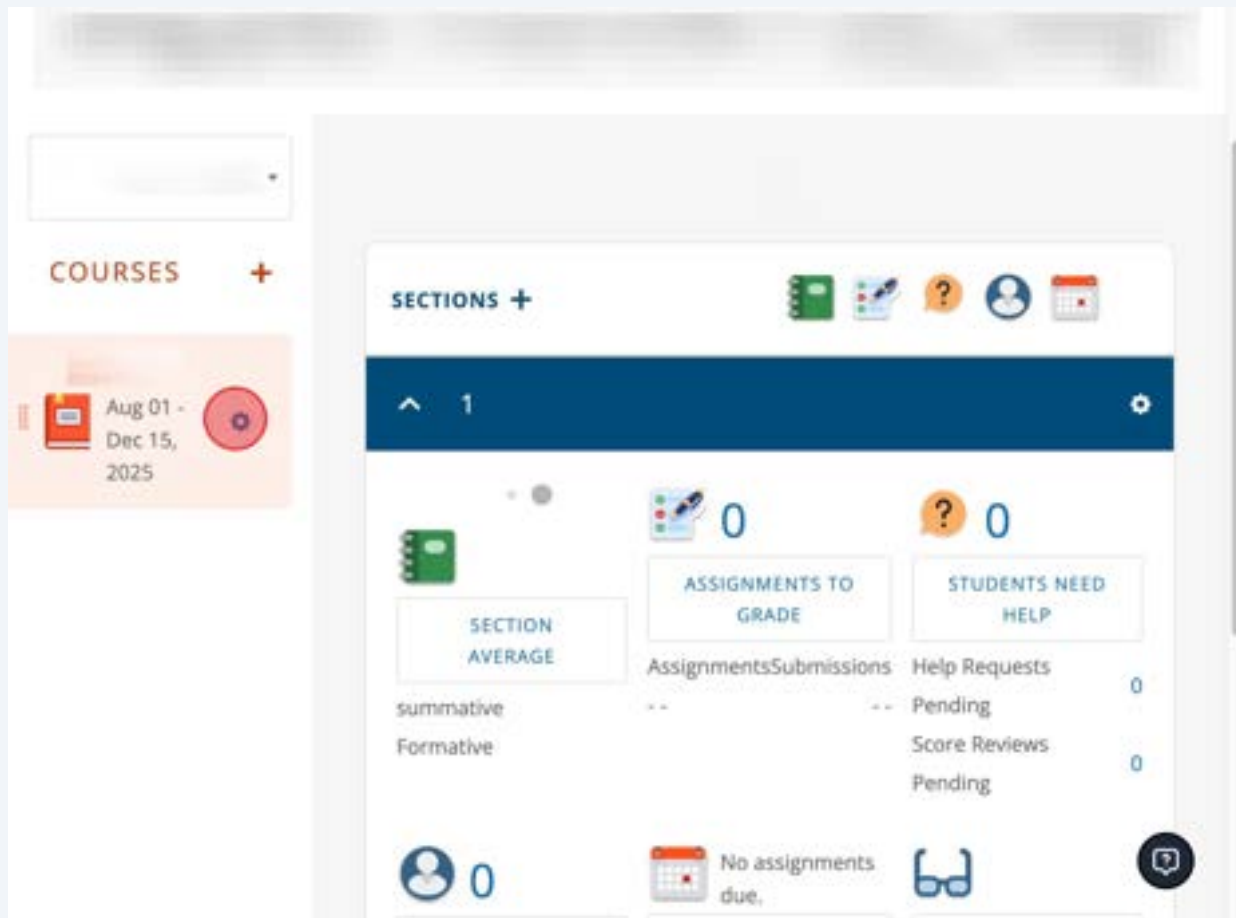 COURSES +
Aug 01 -
Dec 15,
2025
SECTIONS +
1
SECTION
AVERAGE
summative
Formative
0
ASSIGNMENTS TO
GRADE
AssignmentsSubmissions
- - - -
0
STUDENTS NEED
HELP
Help Requests
Pending
0
Score Reviews
Pending
0
0
No assignments
due.